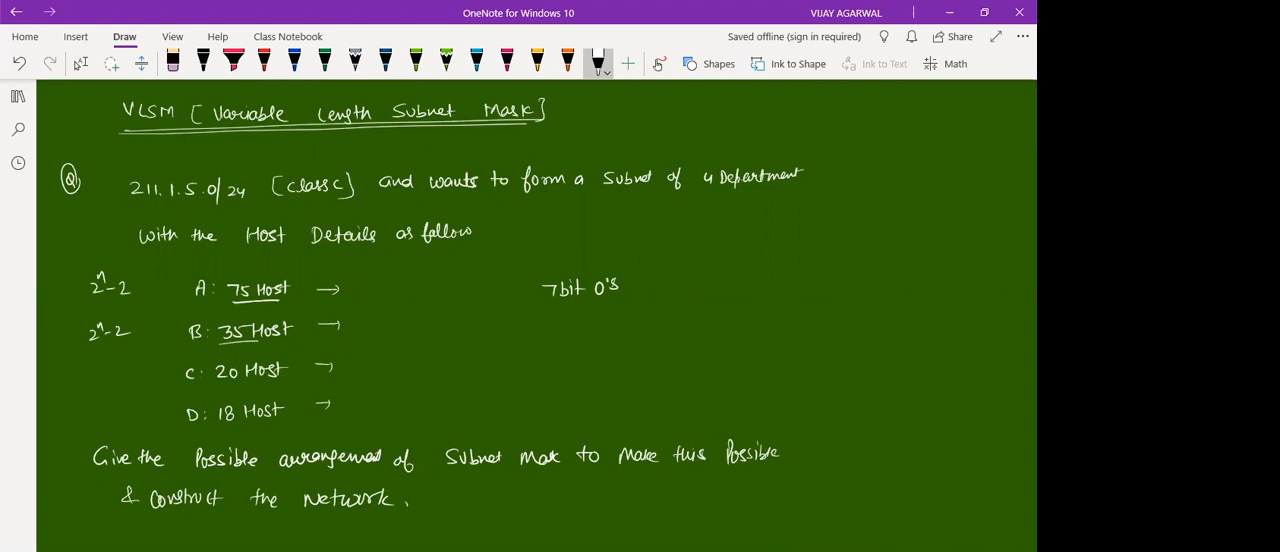 OneNote for Windows 10
VIJAY AGARWAL
Home Insert Draw View Help Class Notebook
Saved offline (sign in required) Share
Shapes Ink to Shape Ink to Text Math
VLSM [Variable Length Subnet Mask]
Q 211.1.5.0/24 [class C] and wants to form a Subnet of 4 Department
with the Host Details as follow
2^n-2 A: 75 Host → 7bit 0's
2^n-2 B: 35 Host →
C: 20 Host →
D: 18 Host →
Give the Possible of Subnet to Make this Possible
& Construct the Network.